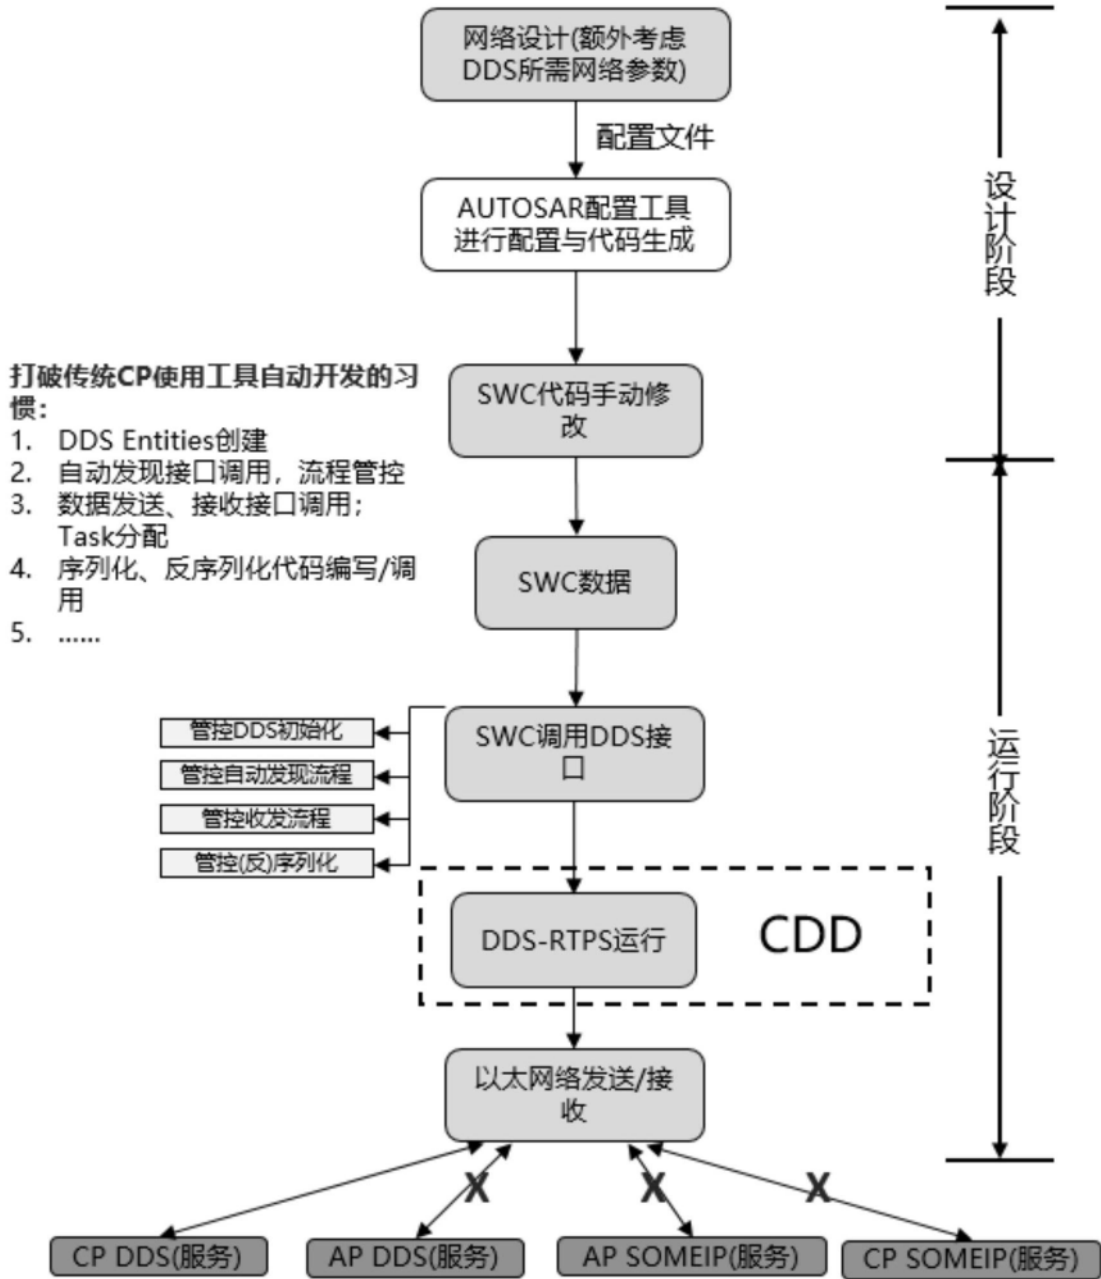 网络设计(额外考虑
DDS所需网络参数)
配置文件
AUTOSAR配置工具
进行配置与代码生成
设计阶段
打破传统CP使用工具自动开发的习
惯：
1. DDS Entities创建
2. 自动发现接口调用，流程管控
3. 数据发送、接收接口调用；
Task分配
4. 序列化、反序列化代码编写/调
用
5. ......
SWC代码手动修
改
SWC数据
SWC调用DDS接
口
管控DDS初始化
管控自动发现流程
管控收发流程
管控(反)序列化
运行阶段
DDS-RTPS运行
CDD
以太网络发送/接
收
X
X
X
CP DDS(服务)
AP DDS(服务)
AP SOMEIP(服务)
CP SOMEIP(服务)